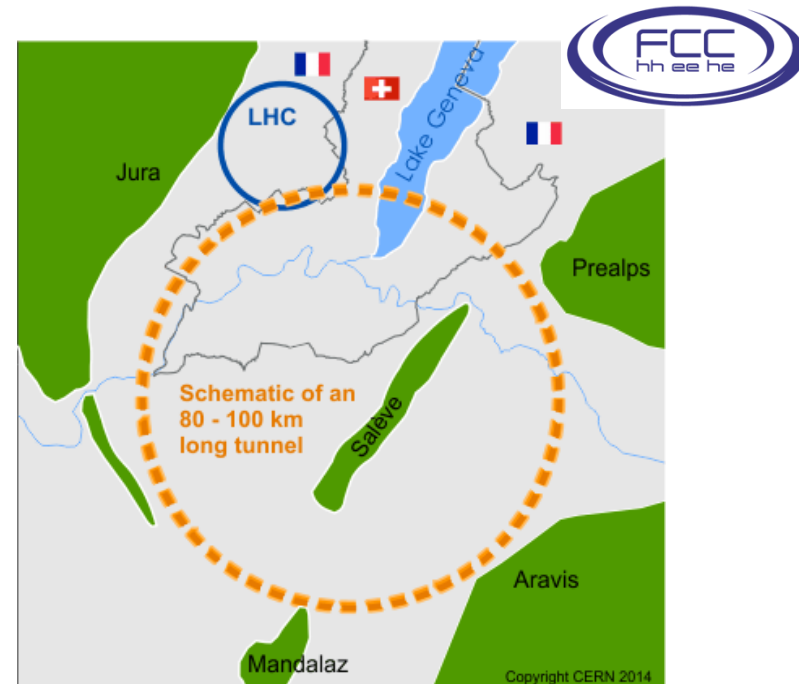 FCC
hh ee he
LHC
Lake Geneva
Jura
Prealps
Schematic of an
80 - 100 km
long tunnel
Salève
Aravis
Mandalaz
Copyright CERN 2014